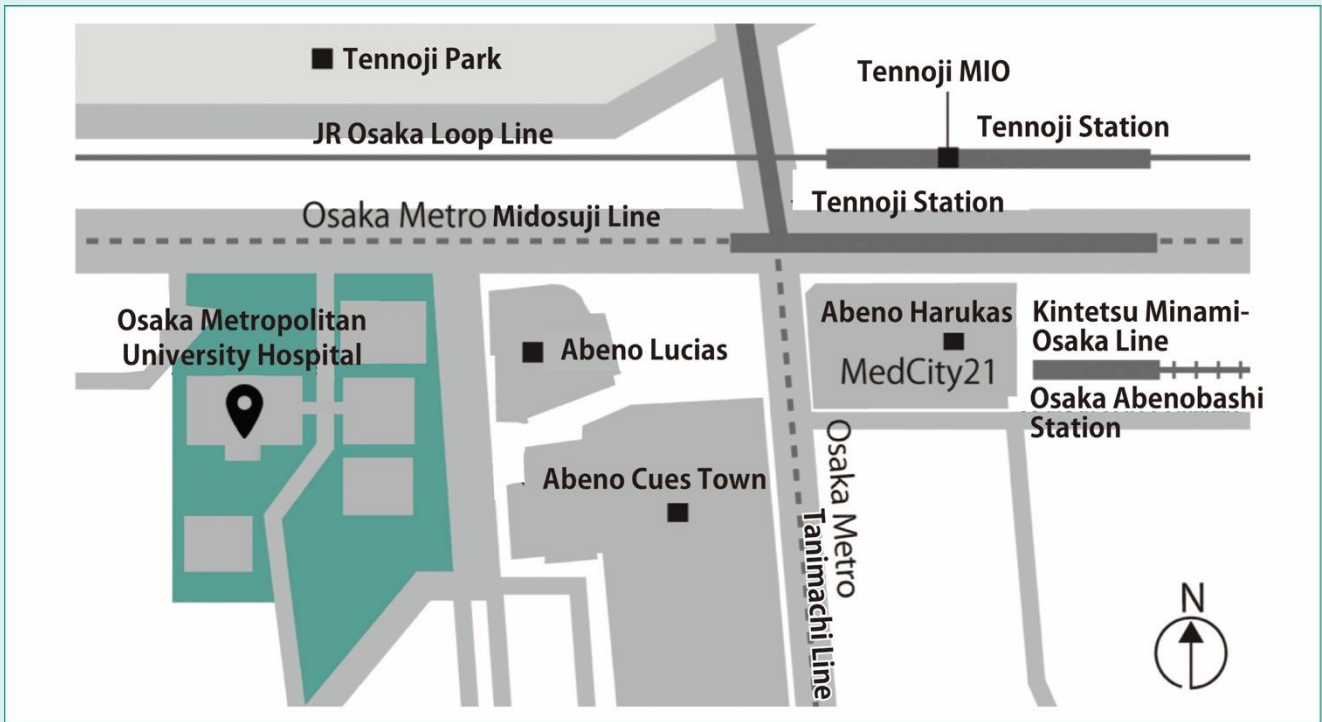 Tennoji Park
Tennoji MIO
JR Osaka Loop Line
Tennoji Station
Osaka Metro Midosuji Line
Tennoji Station
Osaka Metropolitan
University Hospital
Abeno Lucias
Abeno Harukas
MedCity21
Kintetsu Minami-
Osaka Line
Osaka Abenobashi
Station
Abeno Cues Town
Osaka Metro
Tanimachi Line
N